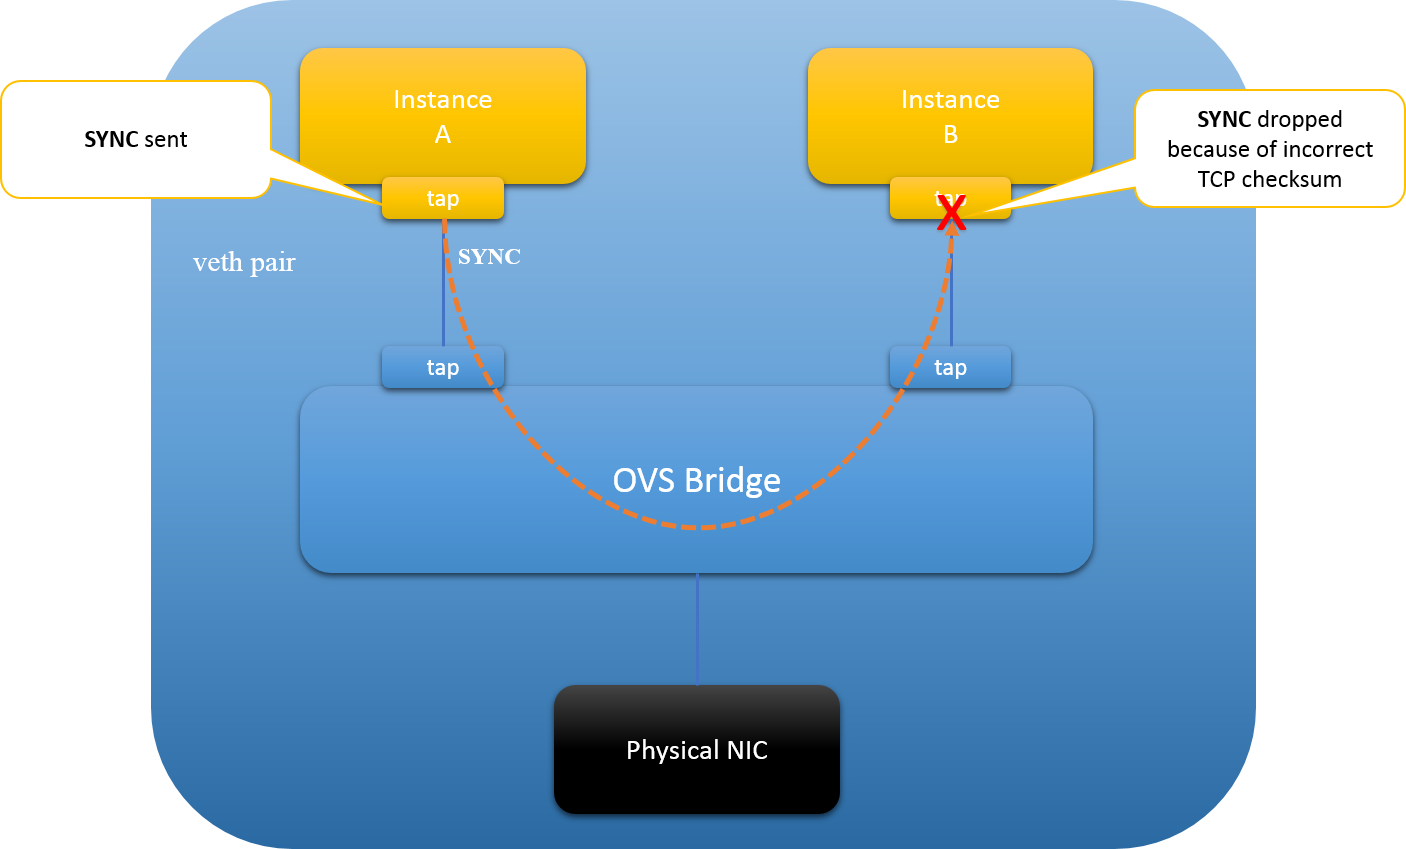 Instance
A
Instance
B
SYNC sent
SYNC dropped
because of incorrect
TCP checksum
tap
tap
veth pair
SYNC
tap
tap
OVS Bridge
Physical NIC